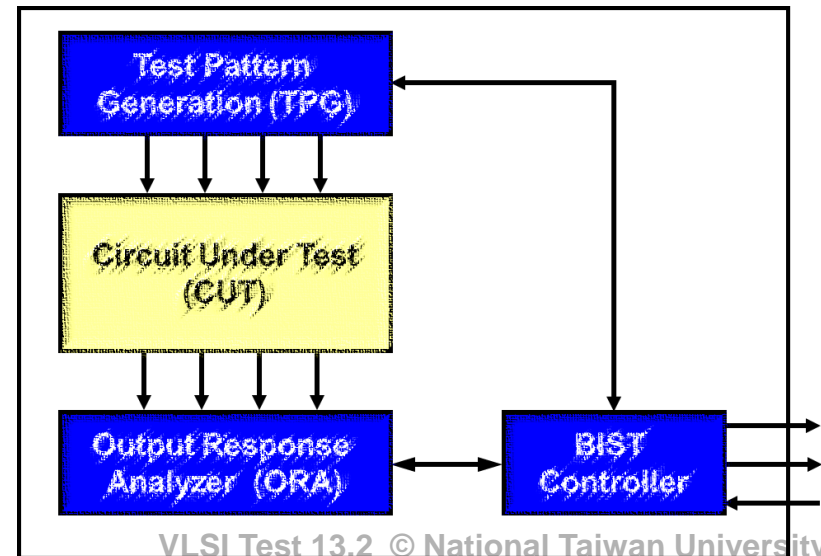 Test Pattern
Generation (TPG)
Circuit Under Test
(CUT)
Output Response
Analyzer (ORA)
BIST
Controller
VLSI Test 13.2 © National Taiwan University